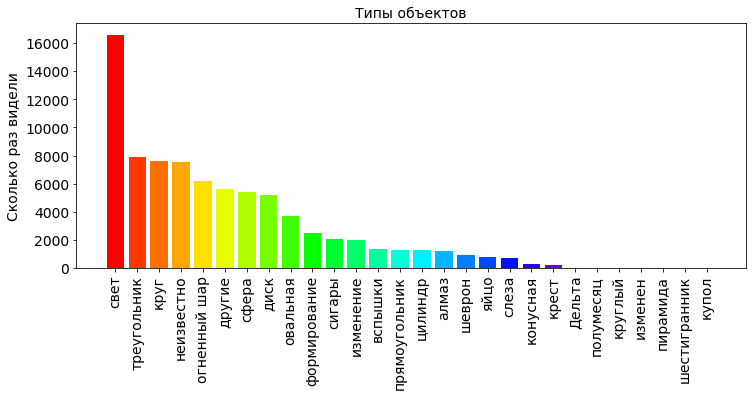 Типы объектов
Сколько раз видели
16000
14000
12000
10000
8000
6000
4000
2000
0
свет
треугольник
круг
неизвестно
огненный шар
другие
сфера
диск
овальная
формирование
сигары
изменение
вспышки
прямоугольник
цилиндр
алмаз
шеврон
яйцо
слеза
конусная
крест
Дельта
полумесяц
круглый
изменен
пирамида
шестигранник
купол